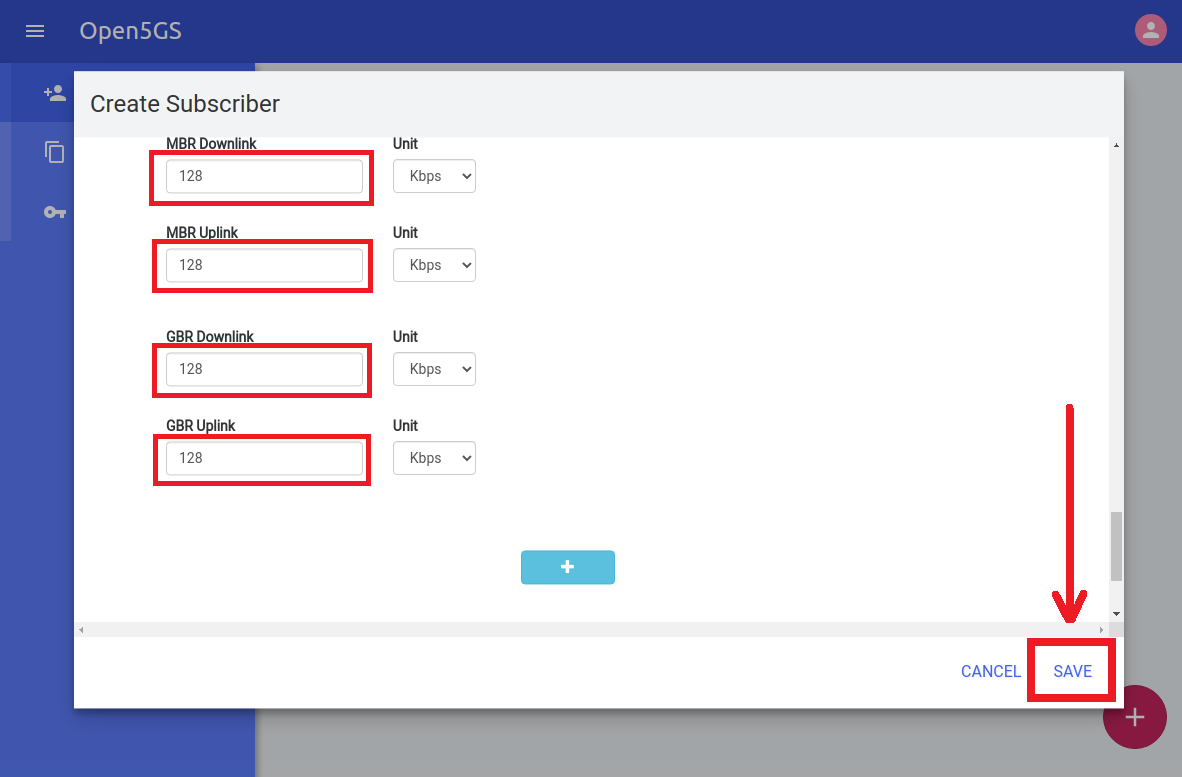 Open5GS
Create Subscriber
MBR Downlink Unit
128 Kbps
MBR Uplink Unit
128 Kbps
GBR Downlink Unit
128 Kbps
GBR Uplink Unit
128 Kbps
CANCEL SAVE